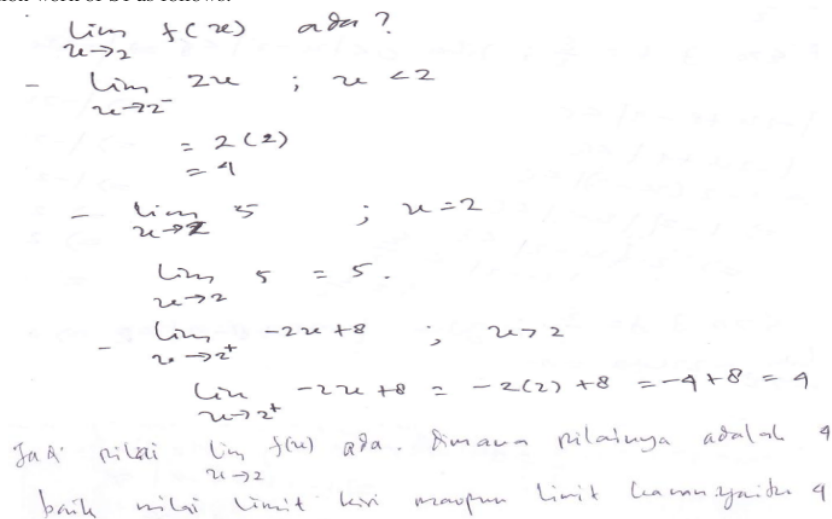 lim f(x) ada?
x→2
- lim 2x ; x < 2
x→2⁻
= 2(2)
= 4
- lim 5 ; x = 2
x→2
lim 5 = 5.
x→2
- lim -2x + 8 ; x > 2
x→2⁺
lim -2x + 8 = -2(2) + 8 = -4 + 8 = 4
x→2⁺
Jadi nilai lim f(x) ada. Dimana nilainya adalah 4
x→2
baik nilai limit kiri maupun limit kanan yaitu 4